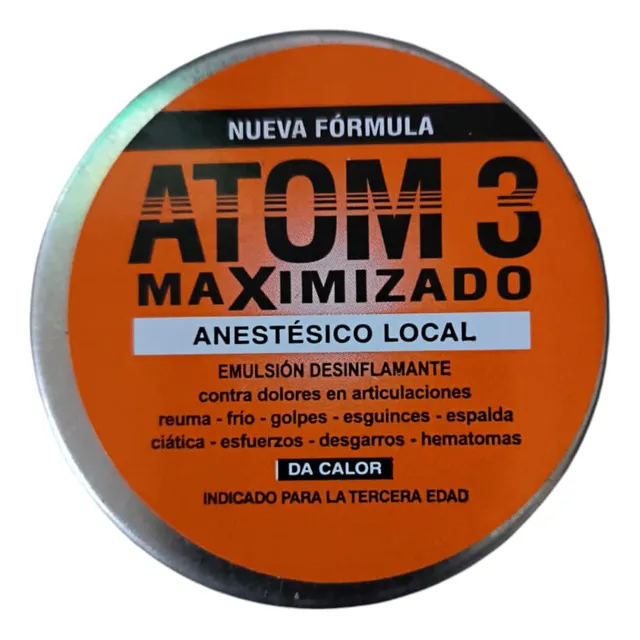 NUEVA FÓRMULA
ATOM 3
MAXIMIZADO
ANESTÉSICO LOCAL
EMULSIÓN DESINFLAMANTE
contra dolores en articulaciones
reuma - frío - golpes - esguinces - espalda
ciática - esfuerzos - desgarros - hematomas
DA CALOR
INDICADO PARA LA TERCERA EDAD